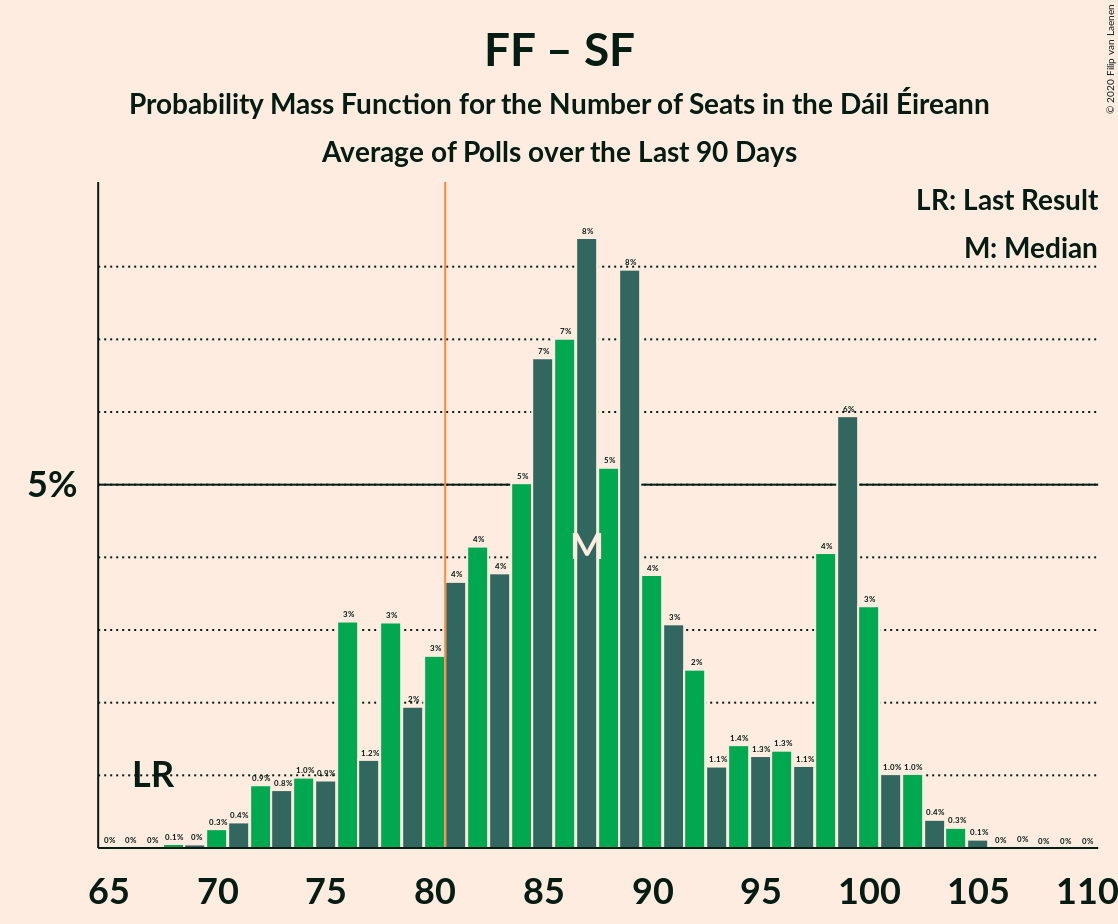 FF – SF
Probability Mass Function for the Number of Seats in the Dáil Éireann
Average of Polls over the Last 90 Days
© 2020 Filip van Laenen
LR: Last Result
M: Median
5%
LR
M
0% 0% 0% 0.1% 0% 0.3% 0.4% 0.9% 0.8% 1.0% 0.9% 3% 1.2% 3% 2% 3% 4% 4% 4% 5% 7% 7% 8% 5% 8% 4% 3% 2% 1.1% 1.4% 1.3% 1.3% 1.1% 4% 6% 3% 1.0% 1.0% 0.4% 0.3% 0.1% 0% 0% 0% 0% 0%
65 70 75 80 85 90 95 100 105 110